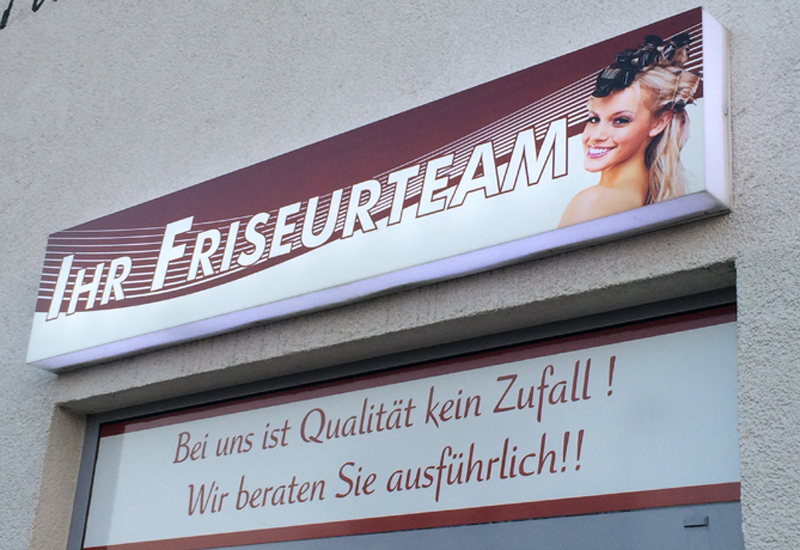 IHR FRISEURTEAM
Bei uns ist Qualität kein Zufall !
Wir beraten Sie ausführlich!!